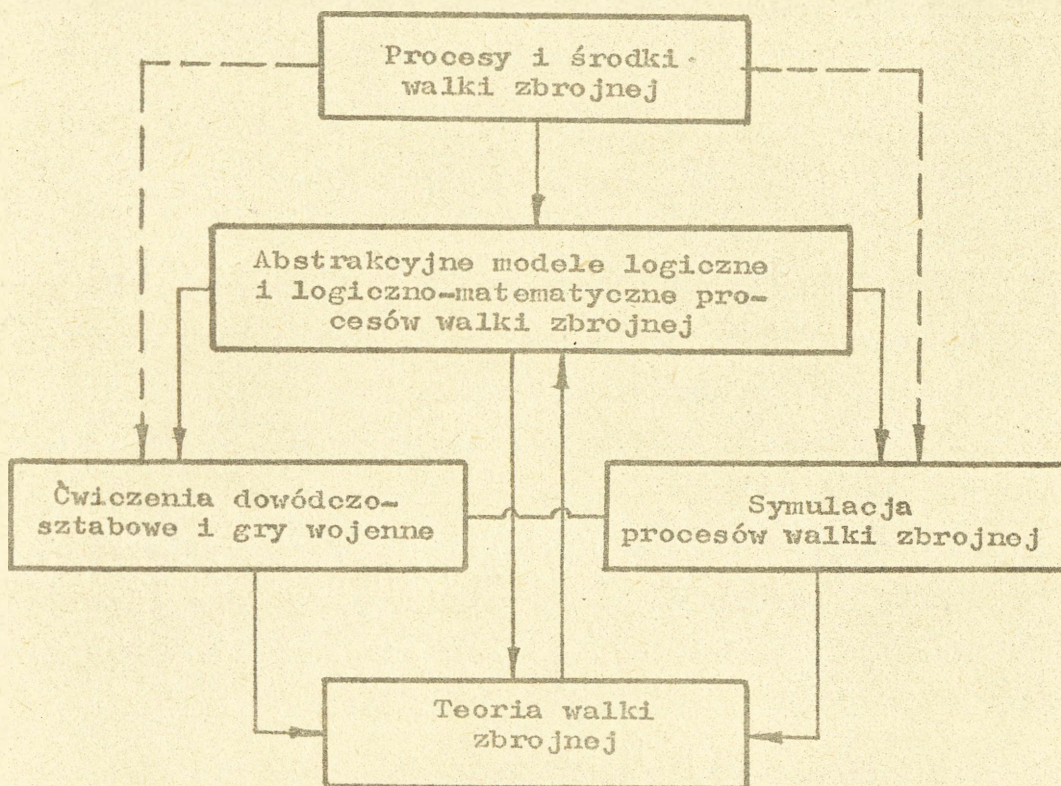 Procesy i środki
walki zbrojnej
Abstrakcyjne modele logiczne
i logiczno-matematyczne pro-
cesów walki zbrojnej
Ćwiczenia dowódczo-
sztabowe i gry wojenne
Symulacja
procesów walki zbrojnej
Teoria walki
zbrojnej